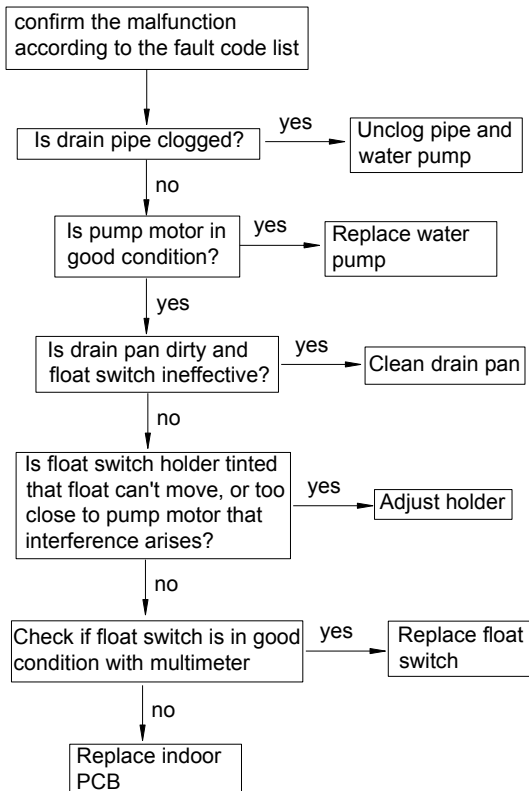 confirm the malfunction
according to the fault code list
Is drain pipe clogged?
yes
Unclog pipe and
water pump
no
Is pump motor in
good condition?
yes
Replace water
pump
yes
Is drain pan dirty and
float switch ineffective?
yes
Clean drain pan
no
Is float switch holder tinted
that float can't move, or too
close to pump motor that
interference arises?
yes
Adjust holder
no
Check if float switch is in good
condition with multimeter
yes
Replace float
switch
no
Replace indoor
PCB